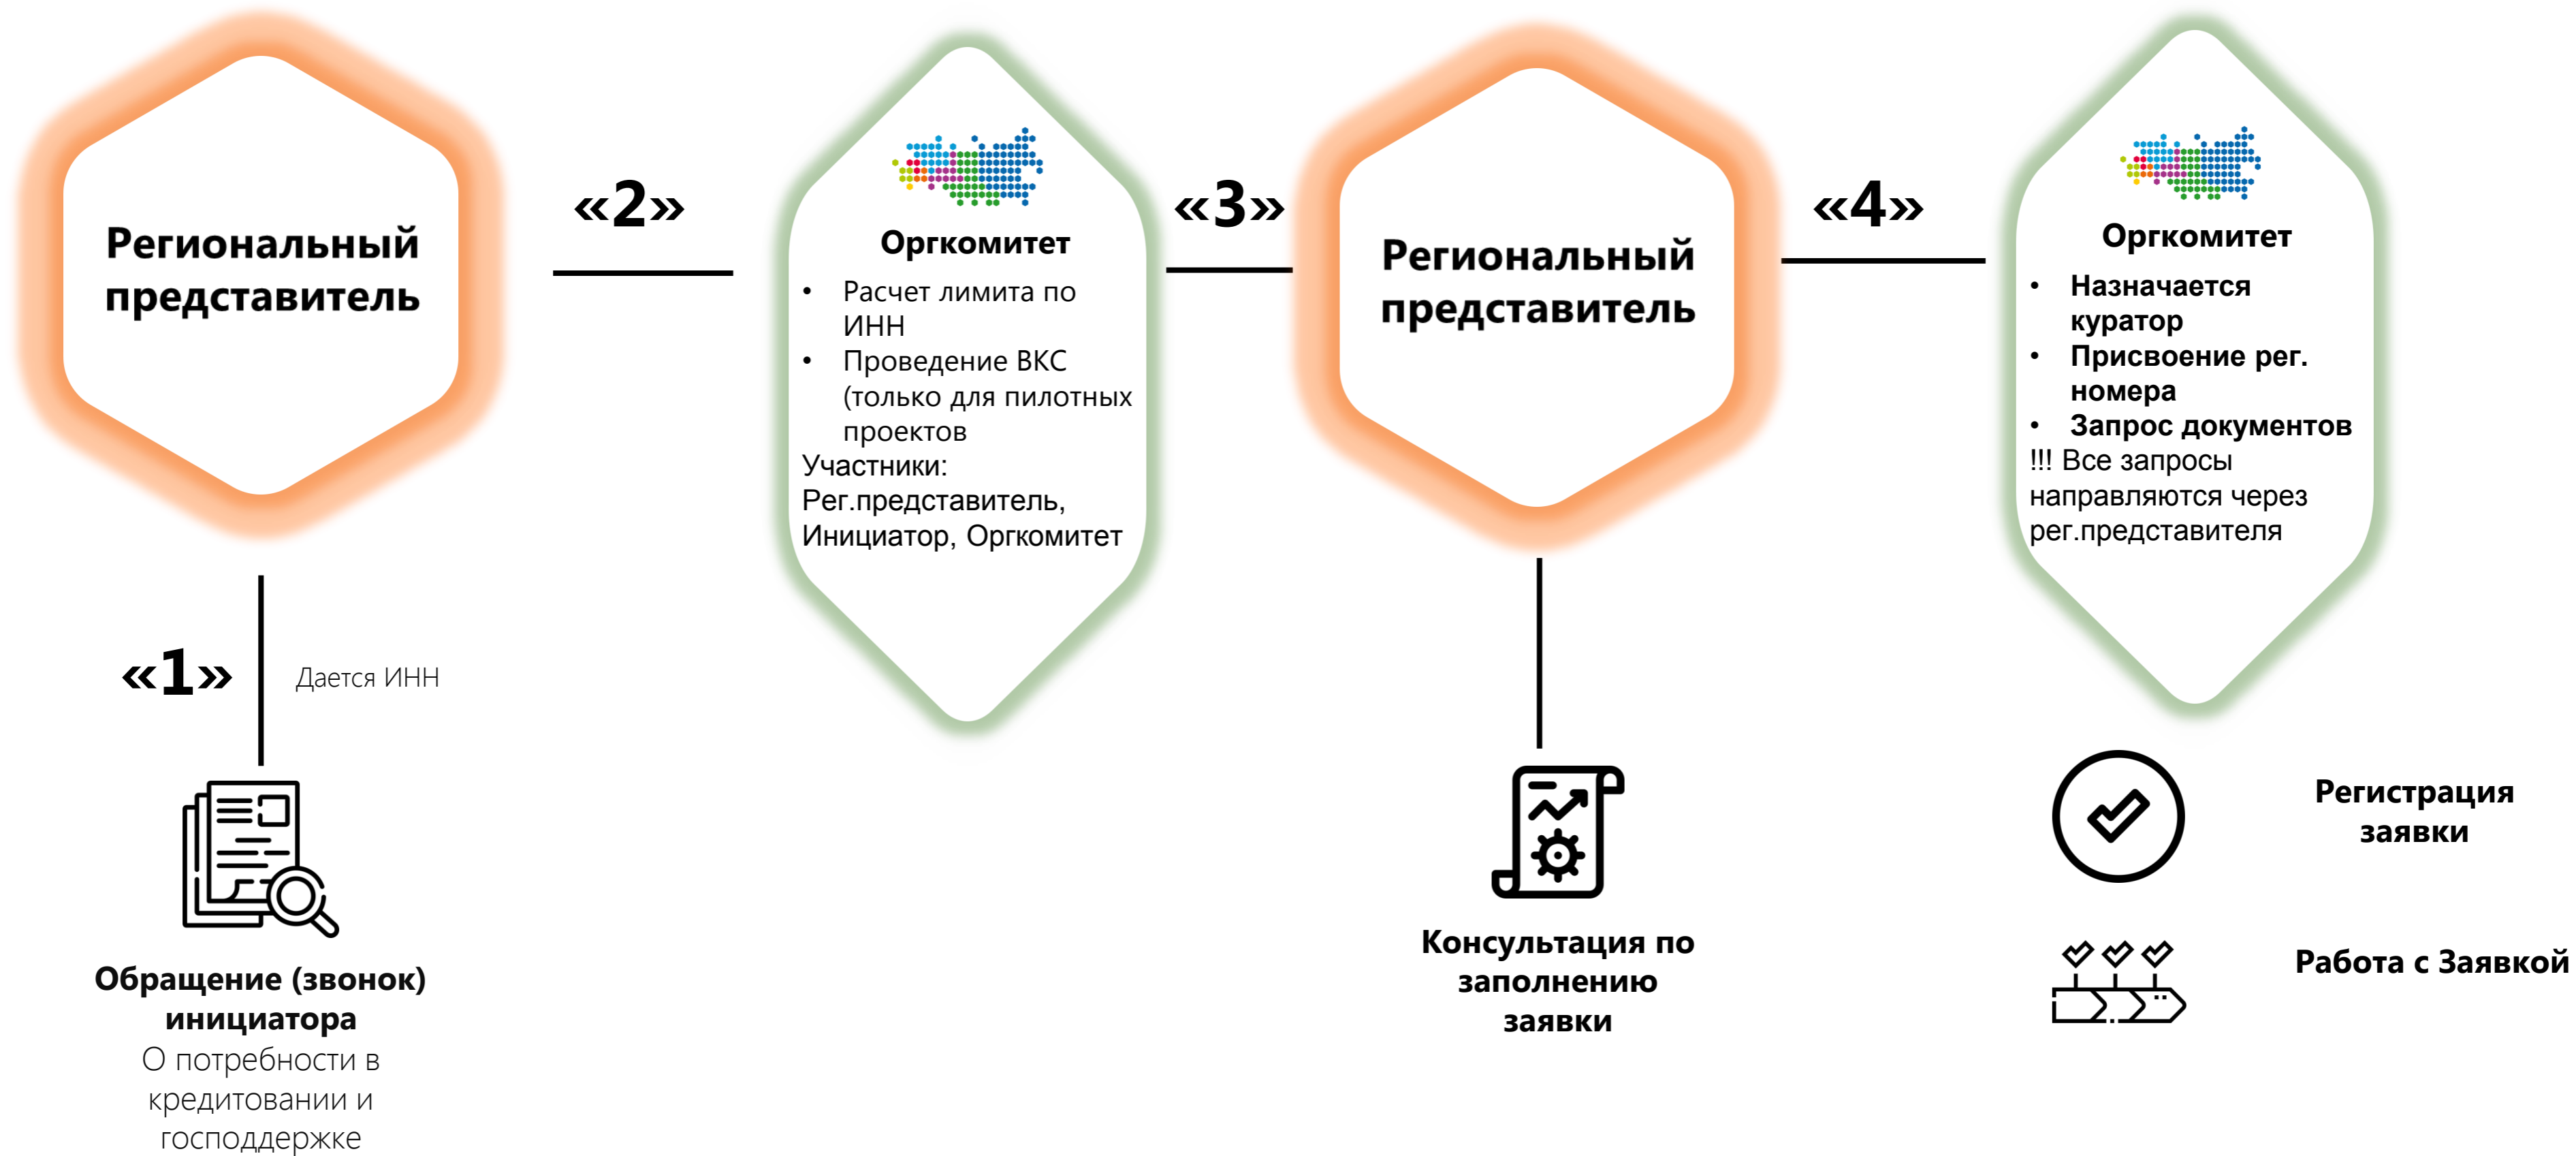 Региональный
представитель
«1»
Дается ИНН
Обращение (звонок)
инициатора
О потребности в
кредитовании и
господдержке
«2»
Оргкомитет
• Расчет лимита по
ИНН
• Проведение ВКС
(только для пилотных
проектов
Участники:
Рег.представитель,
Инициатор, Оргкомитет
«3»
Региональный
представитель
Консультация по
заполнению
заявки
«4»
Оргкомитет
• Назначается
куратор
• Присвоение рег.
номера
• Запрос документов
!!! Все запросы
направляются через
рег.представителя
Регистрация
заявки
Работа с Заявкой